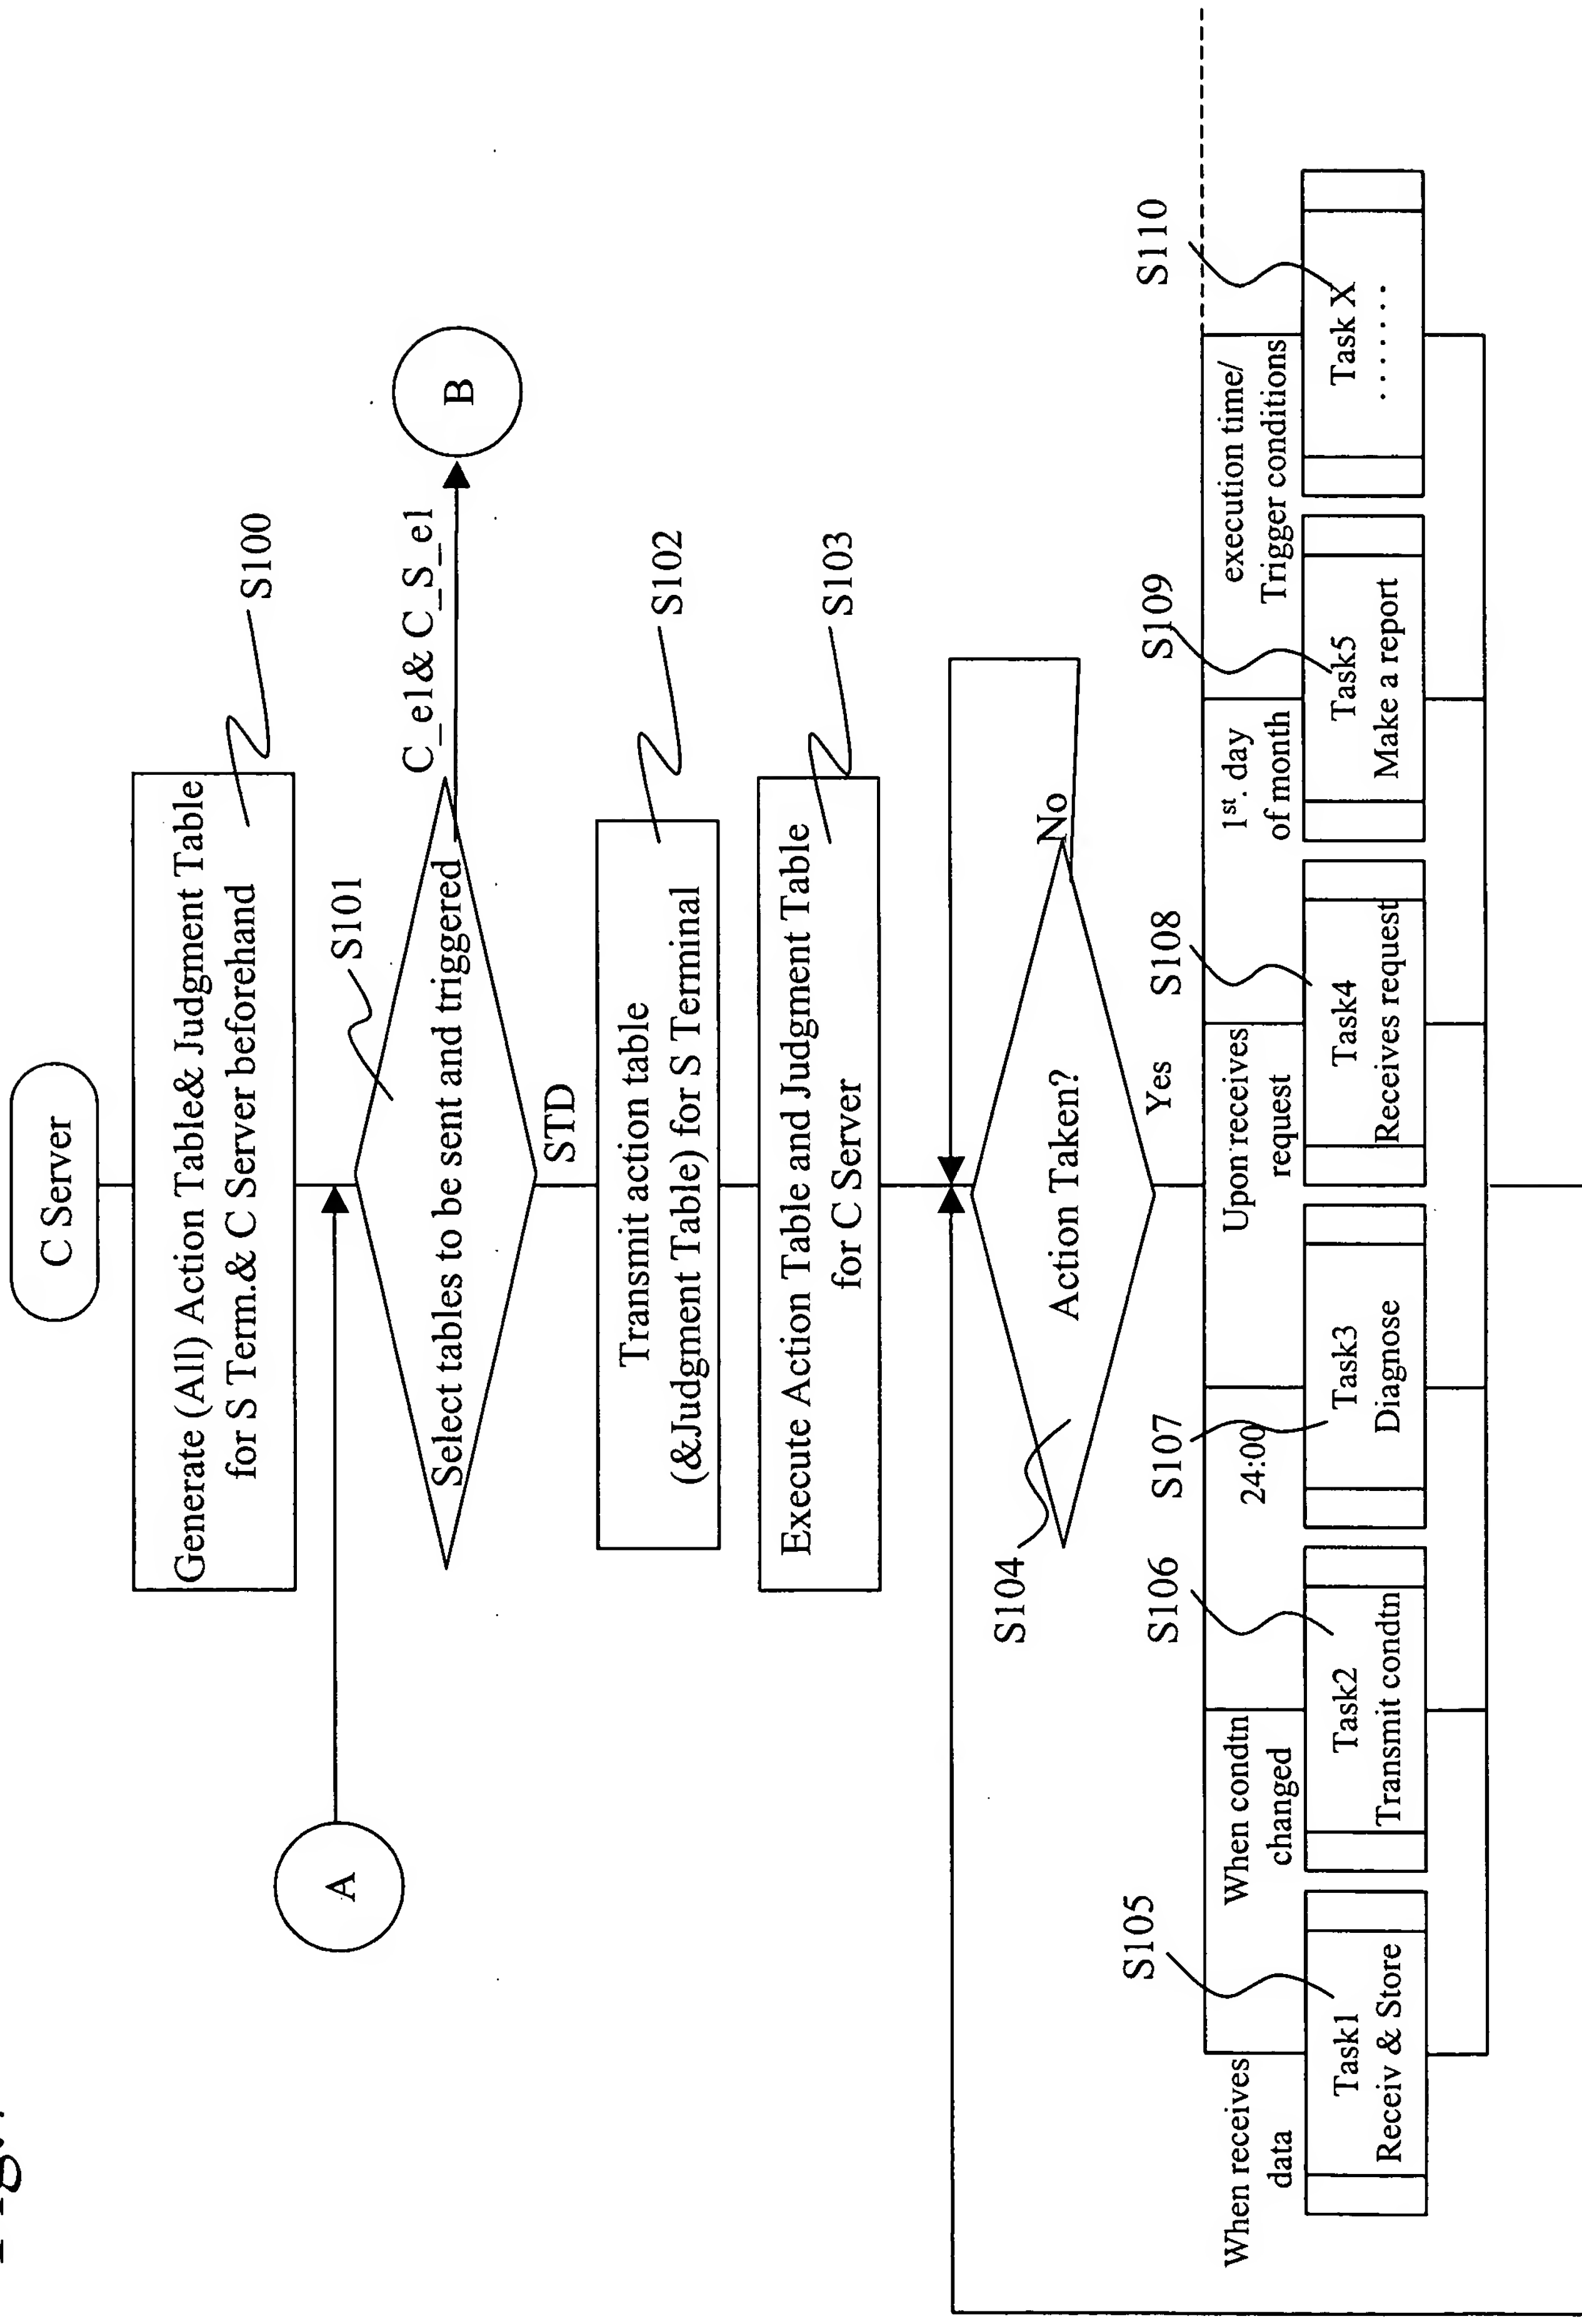 C Server
Generate (All) Action Table& Judgment Table
for S Term.& C Server beforehand
S100
A
S101
Select tables to be sent and triggered
C_el& C_S_el
B
STD
Transmit action table
(&Judgment Table) for S Terminal
S102
Execute Action Table and Judgment Table
for C Server
S103
S104
Action Taken?
No
Yes
When receives
data
S105
Task1
Receiv & Store
When condtn
changed
S106
Task2
Transmit condtn
24:00
S107
Task3
Diagnose
Upon receives
request
S108
Task4
Receives request
1st. day
of month
S109
Task5
Make a report
execution time/
Trigger conditions
S110
Task X
.......